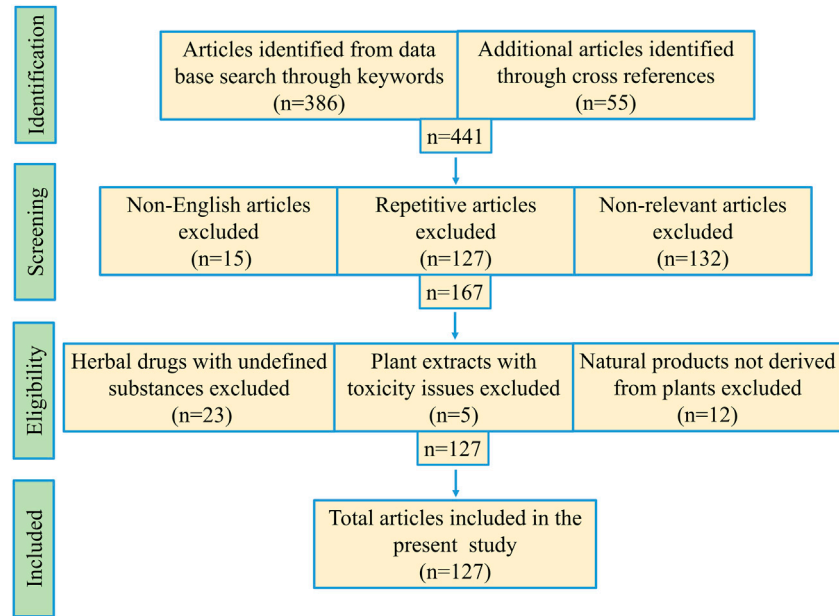 Identification
Articles identified from data
base search through keywords
(n=386)
Additional articles identified
through cross references
(n=55)
n=441
Screening
Non-English articles
excluded
(n=15)
Repetitive articles
excluded
(n=127)
Non-relevant articles
excluded
(n=132)
n=167
Eligibility
Herbal drugs with undefined
substances excluded
(n=23)
Plant extracts with
toxicity issues excluded
(n=5)
Natural products not derived
from plants excluded
(n=12)
n=127
Included
Total articles included in the
present study
(n=127)